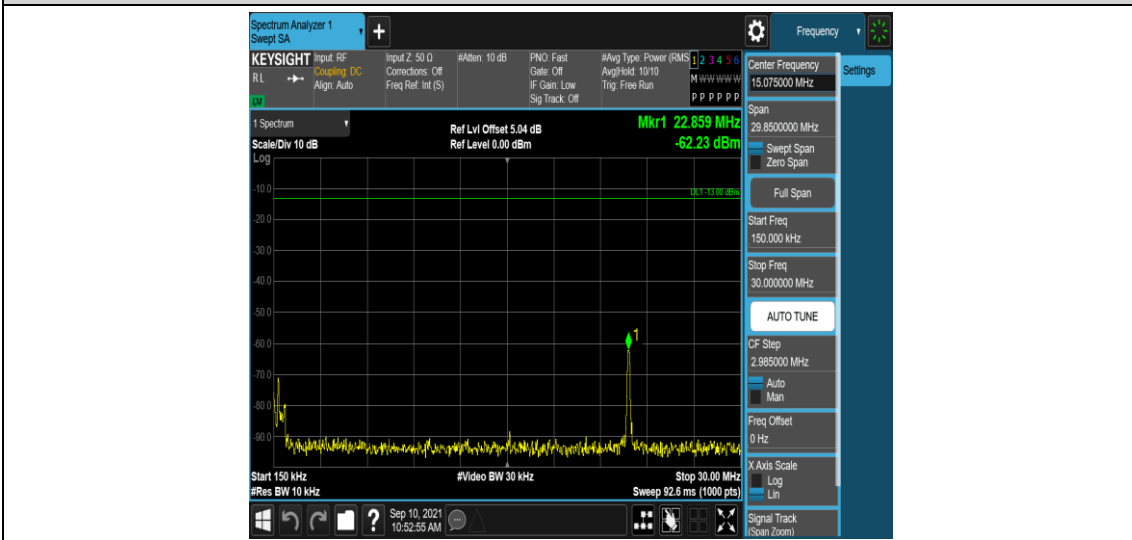 Spectrum Analyzer 1
Swept SA
+
Frequency
KEYSIGHT
RL
LXI
Input: RF
Coupling: DC
Align: Auto
Input Z: 50 Ω
Corrections: Off
Freq Ref: Int (S)
#Atten: 10 dB
PNO: Fast
Gate: Off
IF Gain: Low
Sig Track: Off
#Avg Type: Power (RMS
Avg|Hold: 10/10
Trig: Free Run
1 2 3 4 5 6
M W W W W W
P P P P P P
1 Spectrum
Scale/Div 10 dB
Log
Ref Lvl Offset 5.04 dB
Ref Level 0.00 dBm
Mkr1 22.859 MHz
-62.23 dBm
DL1 -13.00 dBm
-10.0
-20.0
-30.0
-40.0
-50.0
-60.0
-70.0
-80.0
-90.0
1
Start 150 kHz
#Res BW 10 kHz
#Video BW 30 kHz
Stop 30.00 MHz
Sweep 92.6 ms (1000 pts)
Center Frequency
15.075000 MHz
Settings
Span
29.8500000 MHz
Swept Span
Zero Span
Full Span
Start Freq
150.000 kHz
Stop Freq
30.000000 MHz
AUTO TUNE
CF Step
2.985000 MHz
Auto
Man
Freq Offset
0 Hz
X Axis Scale
Log
Lin
Signal Track
(Span Zoom)
?
Sep 10, 2021
10:52:55 AM